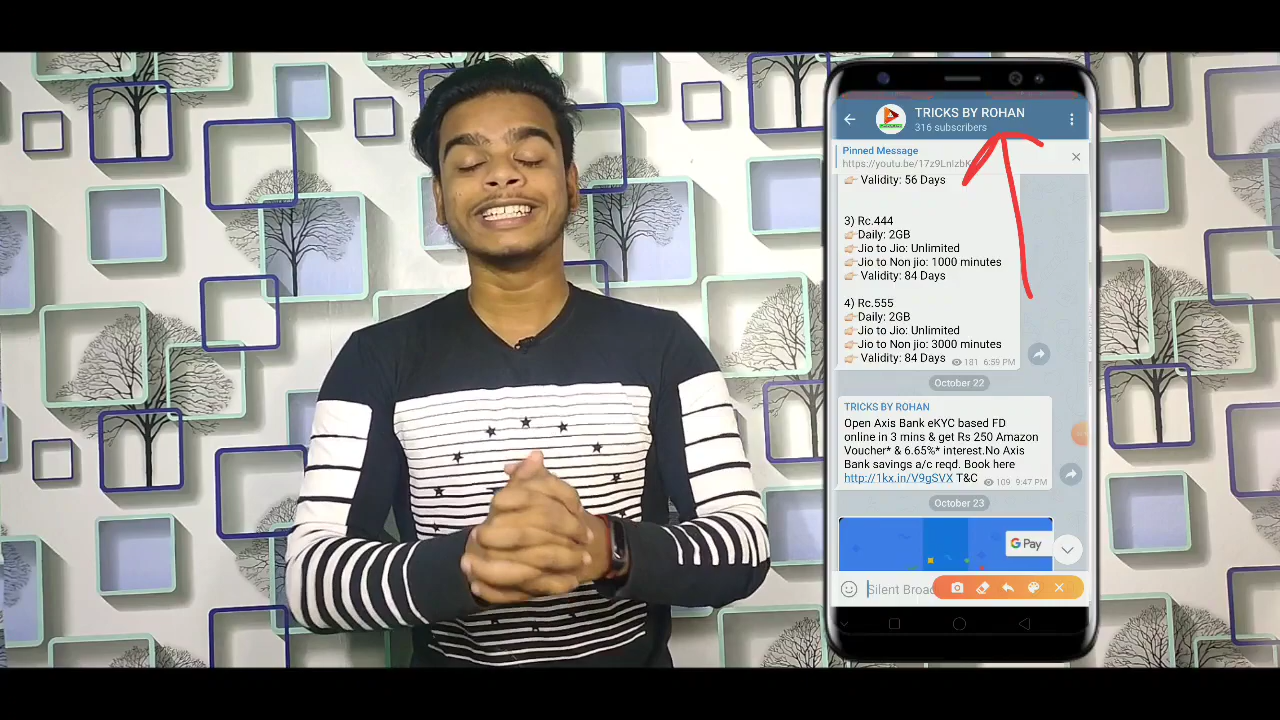 TRICKS BY ROHAN
316 subscribers
Pinned Message
https://youtu.be/17z9LnIzbK
👉🏻 Validity: 56 Days
3) Rc.444
👉🏻Daily: 2GB
👉🏻Jio to Jio: Unlimited
👉🏻Jio to Non jio: 1000 minutes
👉🏻 Validity: 84 Days
4) Rc.555
👉🏻Daily: 2GB
👉🏻Jio to Jio: Unlimited
👉🏻Jio to Non jio: 3000 minutes
👉🏻 Validity: 84 Days
181 6:59 PM
October 22
TRICKS BY ROHAN
Open Axis Bank EKYC based FD
online in 3 mins & get Rs 250 Amazon
Voucher* & 6.65%* interest.No Axis
Bank savings a/c reqd. Book here
http://1kx.in/V9gSVX T&C
109 9:47 PM
October 23
G Pay
Silent Broad